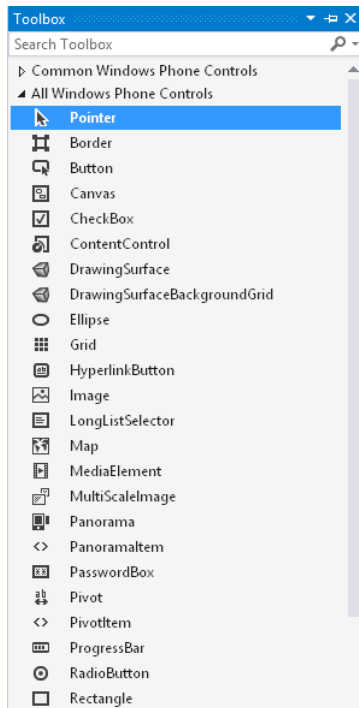 Toolbox
Search Toolbox
Common Windows Phone Controls
All Windows Phone Controls
Pointer
Border
Button
Canvas
CheckBox
ContentControl
DrawingSurface
DrawingSurfaceBackgroundGrid
Ellipse
Grid
HyperlinkButton
Image
LongListSelector
Map
MediaElement
MultiScaleImage
Panorama
PanoramaItem
PasswordBox
Pivot
PivotItem
ProgressBar
RadioButton
Rectangle